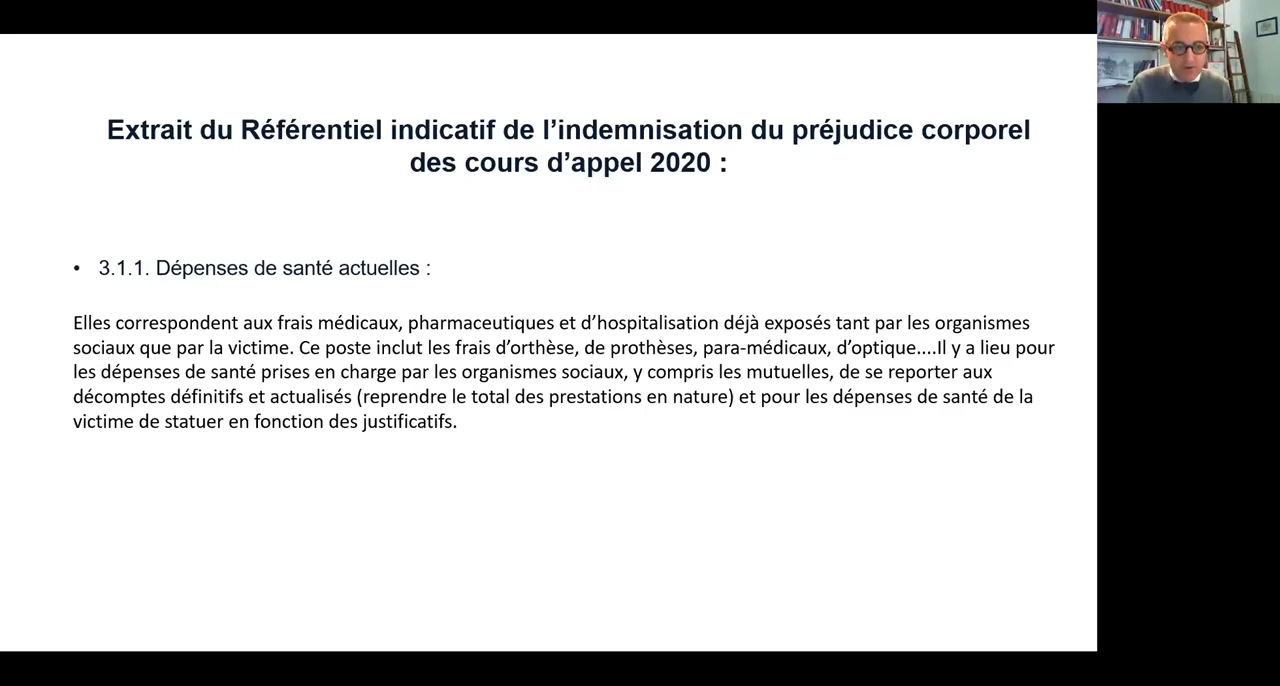 Extrait du Référentiel indicatif de l’indemnisation du préjudice corporel
des cours d’appel 2020 :
• 3.1.1. Dépenses de santé actuelles :
Elles correspondent aux frais médicaux, pharmaceutiques et d’hospitalisation déjà exposés tant par les organismes
sociaux que par la victime. Ce poste inclut les frais d’orthèse, de prothèses, para-médicaux, d’optique....Il y a lieu pour
les dépenses de santé prises en charge par les organismes sociaux, y compris les mutuelles, de se reporter aux
décomptes définitifs et actualisés (reprendre le total des prestations en nature) et pour les dépenses de santé de la
victime de statuer en fonction des justificatifs.